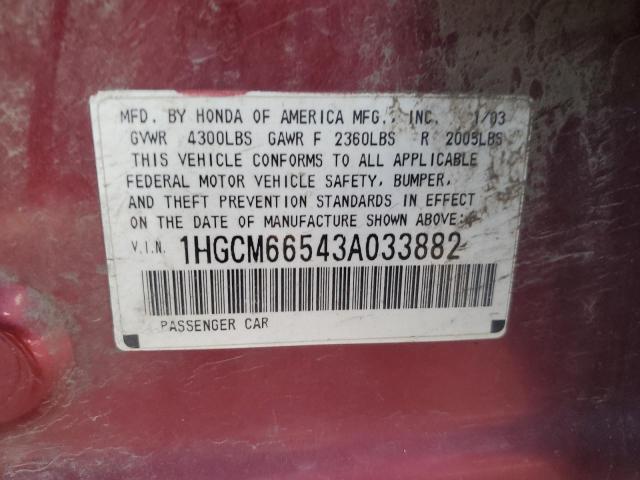 MFD. BY HONDA OF AMERICA MFG., INC. 1/03
GVWR 4300LBS GAWR F 2360LBS R 2005LBS
THIS VEHICLE CONFORMS TO ALL APPLICABLE
FEDERAL MOTOR VEHICLE SAFETY, BUMPER,
AND THEFT PREVENTION STANDARDS IN EFFECT
ON THE DATE OF MANUFACTURE SHOWN ABOVE:
V.I.N. 1HGCM66543A033882
PASSENGER CAR